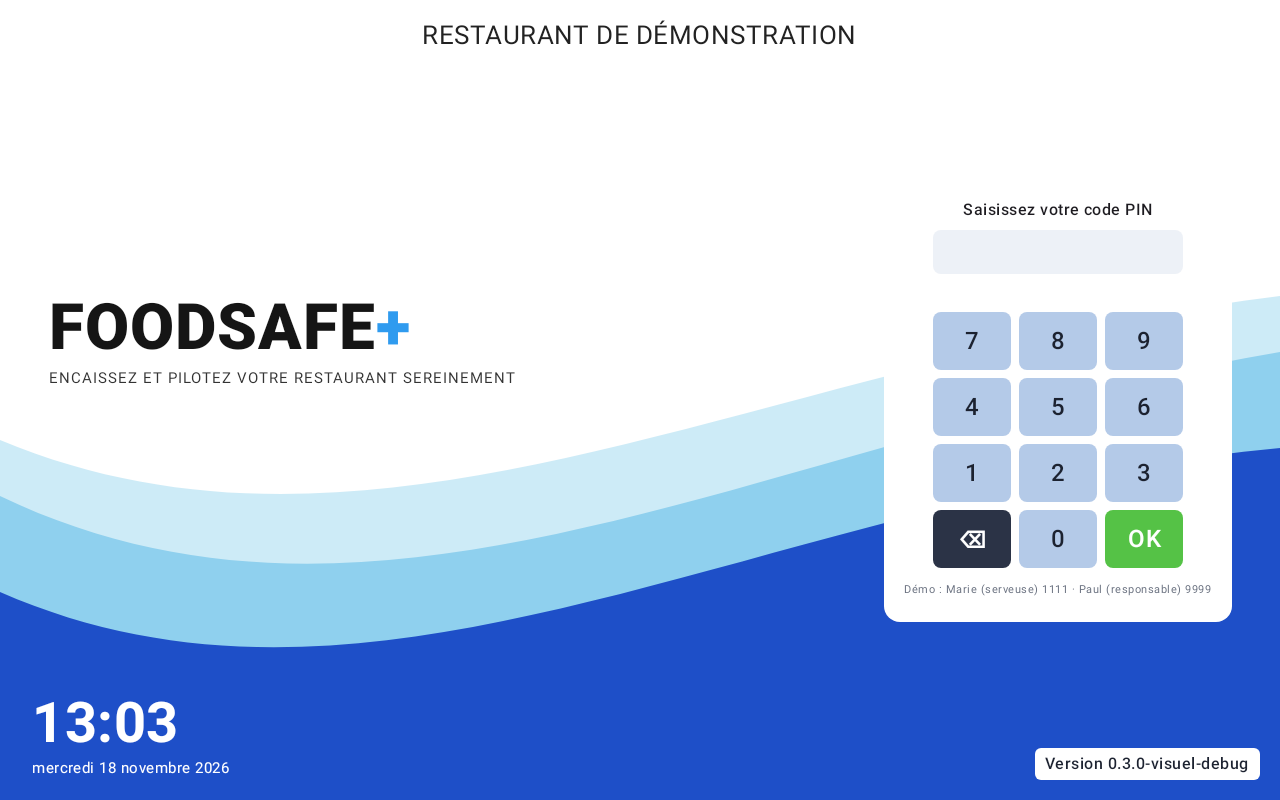 RESTAURANT DE DÉMONSTRATION
Saisissez votre code PIN
FOODSAFE+
ENCAISSEZ ET PILOTEZ VOTRE RESTAURANT SEREINEMENT
7 8 9
4 5 6
1 2 3
0 OK
Démo : Marie (serveuse) 1111 · Paul (responsable) 9999
13:03
mercredi 18 novembre 2026
Version 0.3.0-visuel-debug